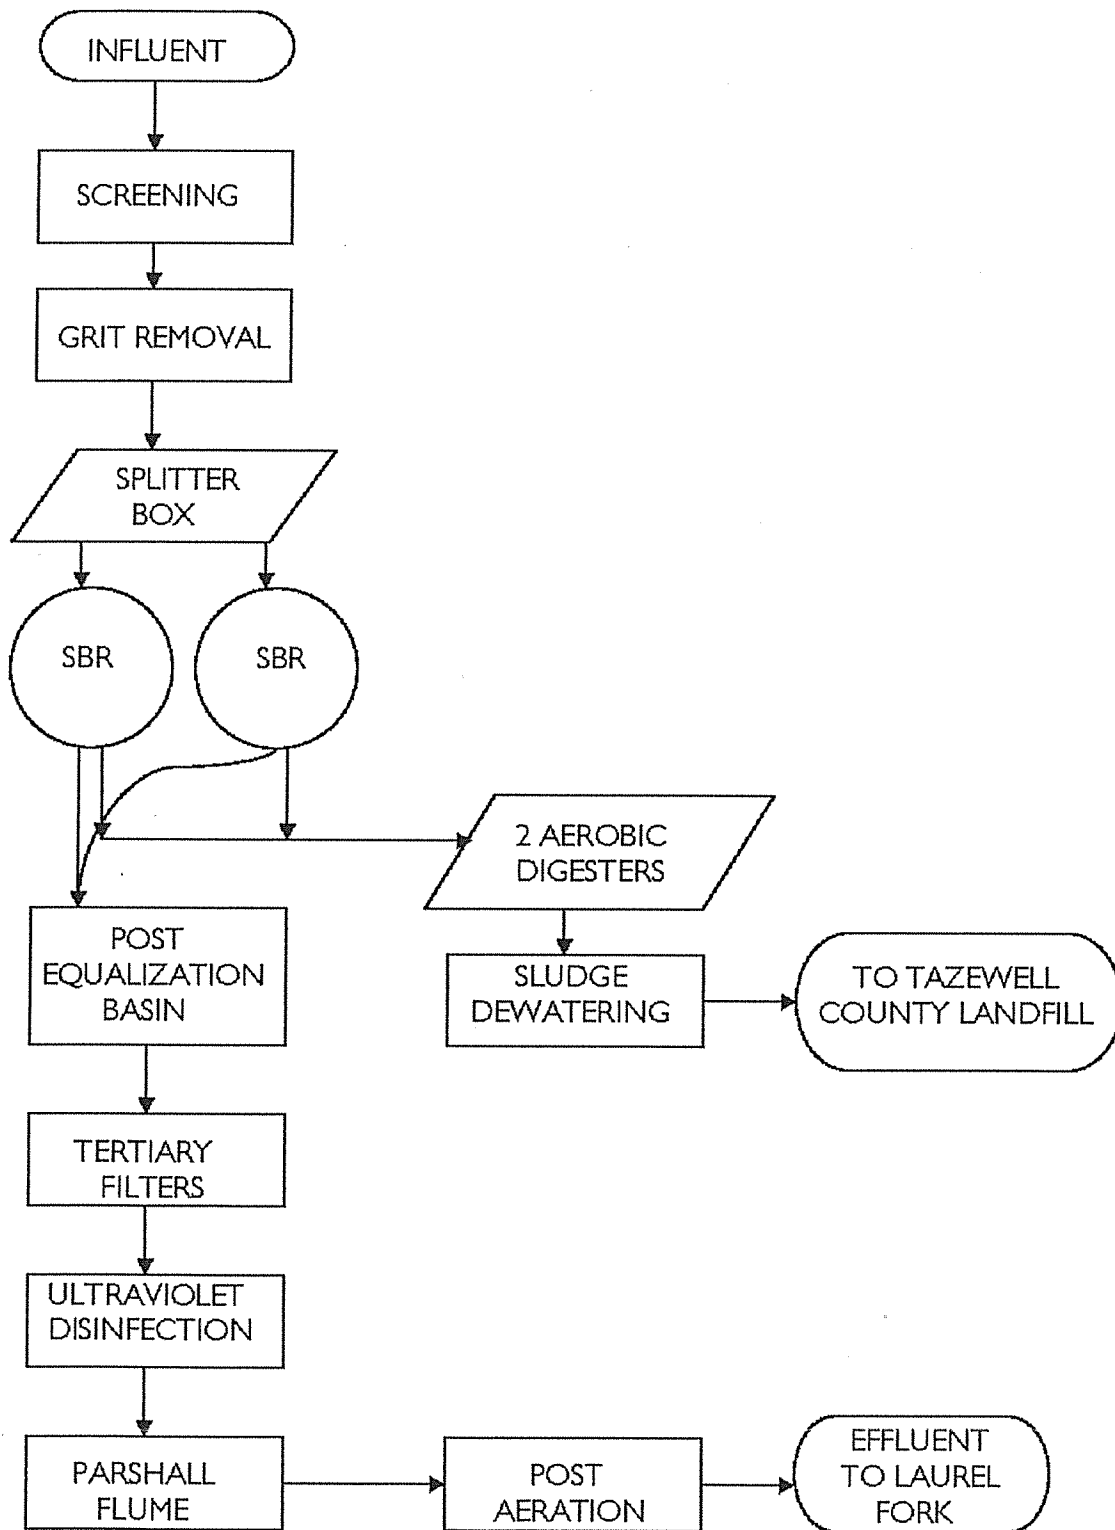 INFLUENT
SCREENING
GRIT REMOVAL
SPLITTER
BOX
SBR
SBR
2 AEROBIC
DIGESTERS
POST
EQUALIZATION
BASIN
SLUDGE
DEWATERING
TO TAZEWELL
COUNTY LANDFILL
TERTIARY
FILTERS
ULTRAVIOLET
DISINFECTION
PARSHALL
FLUME
POST
AERATION
EFFLUENT
TO LAUREL
FORK